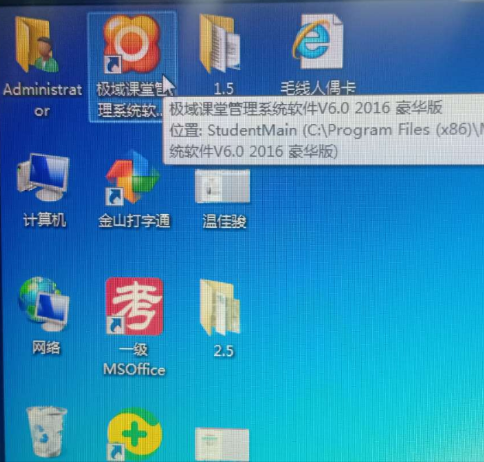 Administrat
or
极域课堂管
理系统软...
1.5
毛线人偶卡
极域课堂管理系统软件V6.0 2016 豪华版
位置: StudentMain (C:\Program Files (x86)\
统软件V6.0 2016 豪华版)
计算机
金山打字通
温佳骏
网络
考
一级
MSOffice
2.5